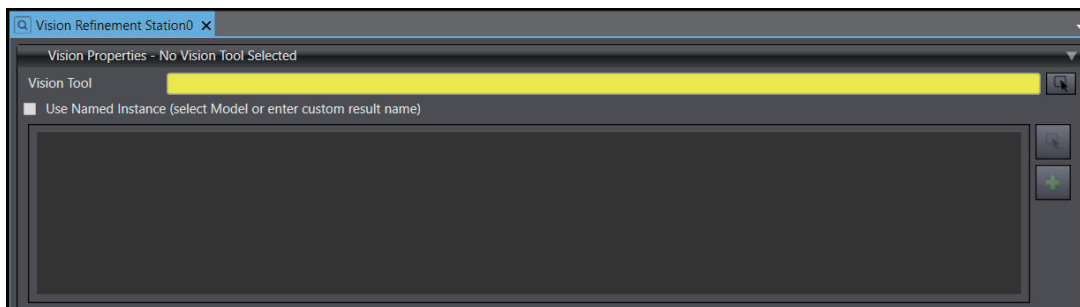 Vision Refinement Station0
Vision Properties - No Vision Tool Selected
Vision Tool
Use Named Instance (select Model or enter custom result name)